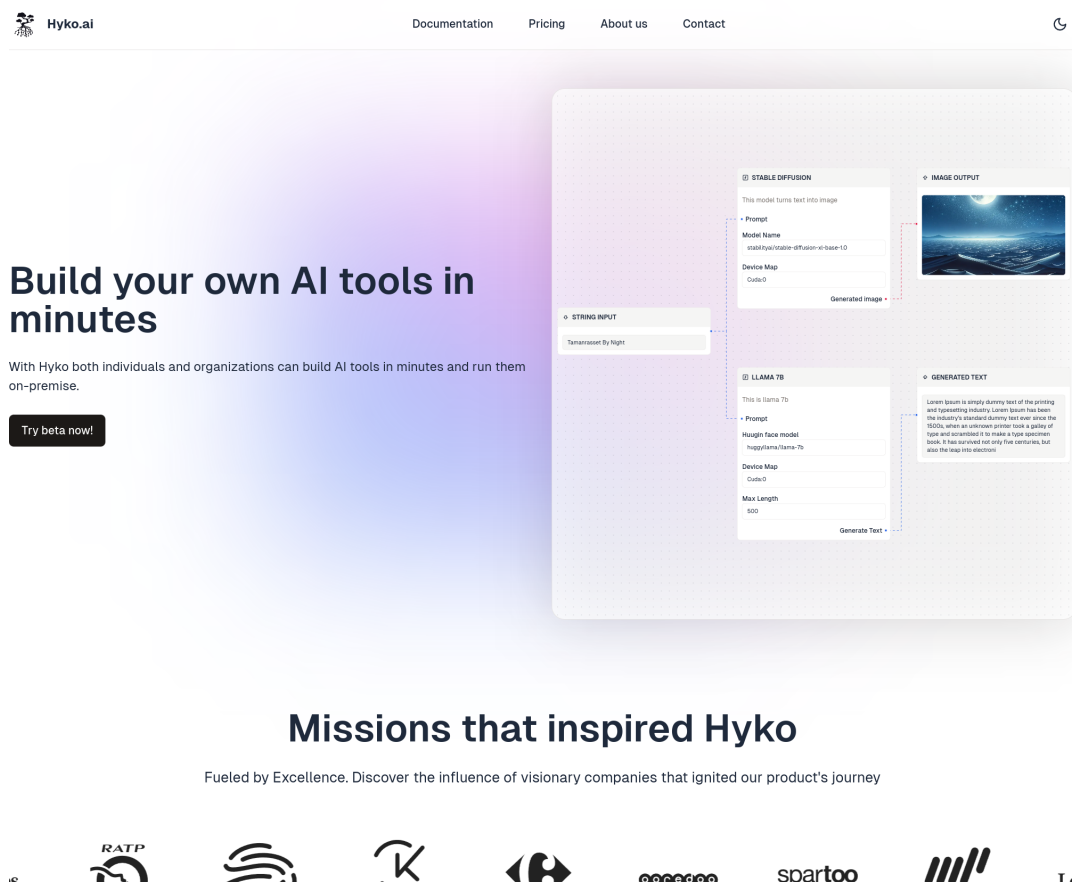 Hyko.ai
Documentation
Pricing
About us
Contact
Build your own AI tools in
minutes
With Hyko both individuals and organizations can build AI tools in minutes and run them
on-premise.
Try beta now!
STRING INPUT
Tamanrasset By Night
STABLE DIFFUSION
This model turns text into image
Prompt
Model Name
stabilityai/stable-diffusion-xl-base-1.0
Device Map
Cuda:0
Generated image
IMAGE OUTPUT
LLAMA 7B
This is llama 7b
Prompt
Huugin face model
huggyllama/llama-7b
Device Map
Cuda:0
Max Length
500
Generate Text
GENERATED TEXT
Lorem Ipsum is simply dummy text of the printing
and typesetting industry. Lorem Ipsum has been
the industry's standard dummy text ever since the
1500s, when an unknown printer took a galley of
type and scrambled it to make a type specimen
book. It has survived not only five centuries, but
also the leap into electroni
Missions that inspired Hyko
Fueled by Excellence. Discover the influence of visionary companies that ignited our product's journey
RATP
K
ooredoo
spartoo